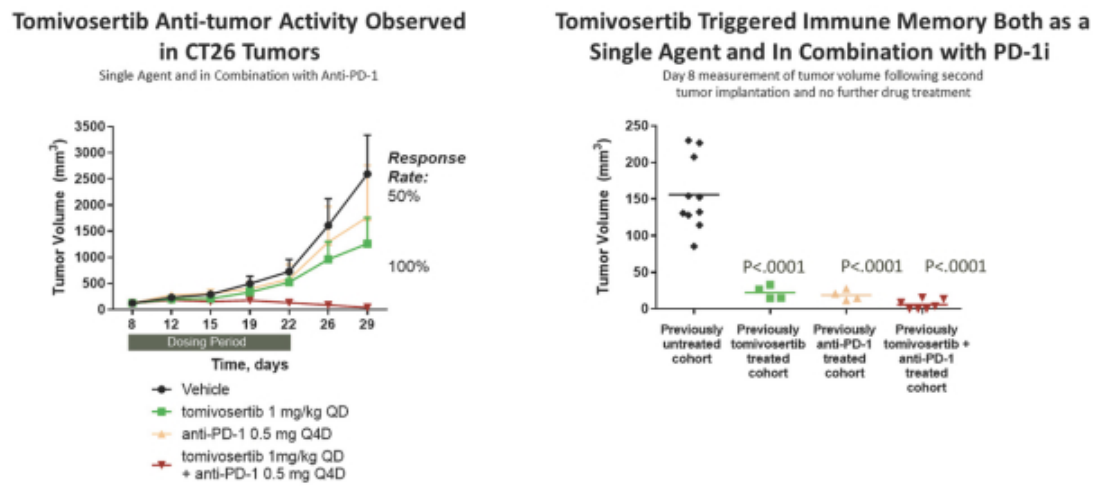 Tomivosertib Anti-tumor Activity Observed
in CT26 Tumors
Single Agent and in Combination with Anti-PD-1
Tumor Volume (mm³)
3500
3000
2500
2000
1500
1000
500
0
8 12 15 19 22 26 29
Dosing Period
Time, days
Response
Rate:
50%
100%
Vehicle
tomivosertib 1 mg/kg QD
anti-PD-1 0.5 mg Q4D
tomivosertib 1mg/kg QD
+ anti-PD-1 0.5 mg Q4D
Tomivosertib Triggered Immune Memory Both as a
Single Agent and In Combination with PD-1i
Day 8 measurement of tumor volume following second
tumor implantation and no further drug treatment
Tumor Volume (mm³)
250
200
150
100
50
0
P<.0001 P<.0001 P<.0001
Previously
untreated
cohort
Previously
tomivosertib
treated
cohort
Previously
anti-PD-1
treated
cohort
Previously
tomivosertib +
anti-PD-1
treated
cohort